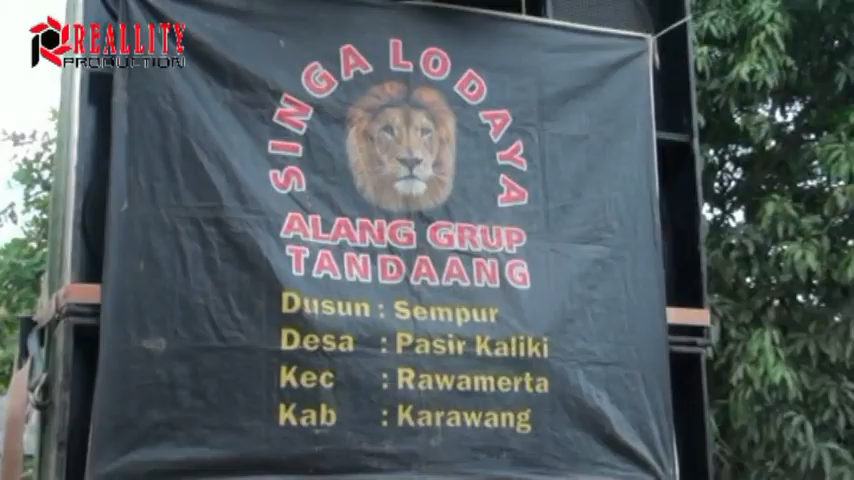 REALLITY
PRODUCTION
SINGA LODAYA
ALANG GRUP
TANDAANG
Dusun : Sempur
Desa : Pasir Kaliki
Kec : Rawamerta
Kab : Karawang